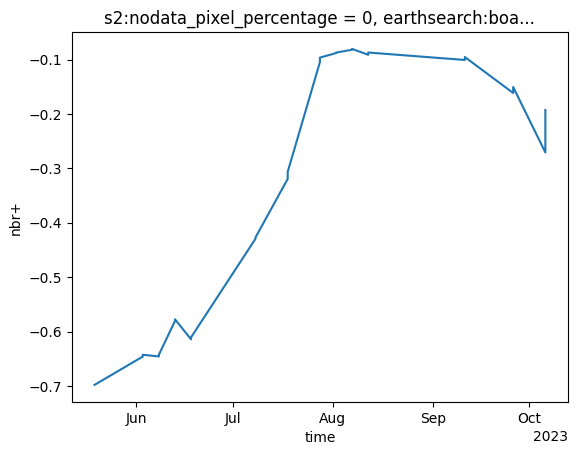 s2:nodata_pixel_percentage = 0, earthsearch:boa...
−0.1
−0.2
−0.3
−0.4
−0.5
−0.6
−0.7
nbr+
Jun Jul Aug Sep Oct
time
2023